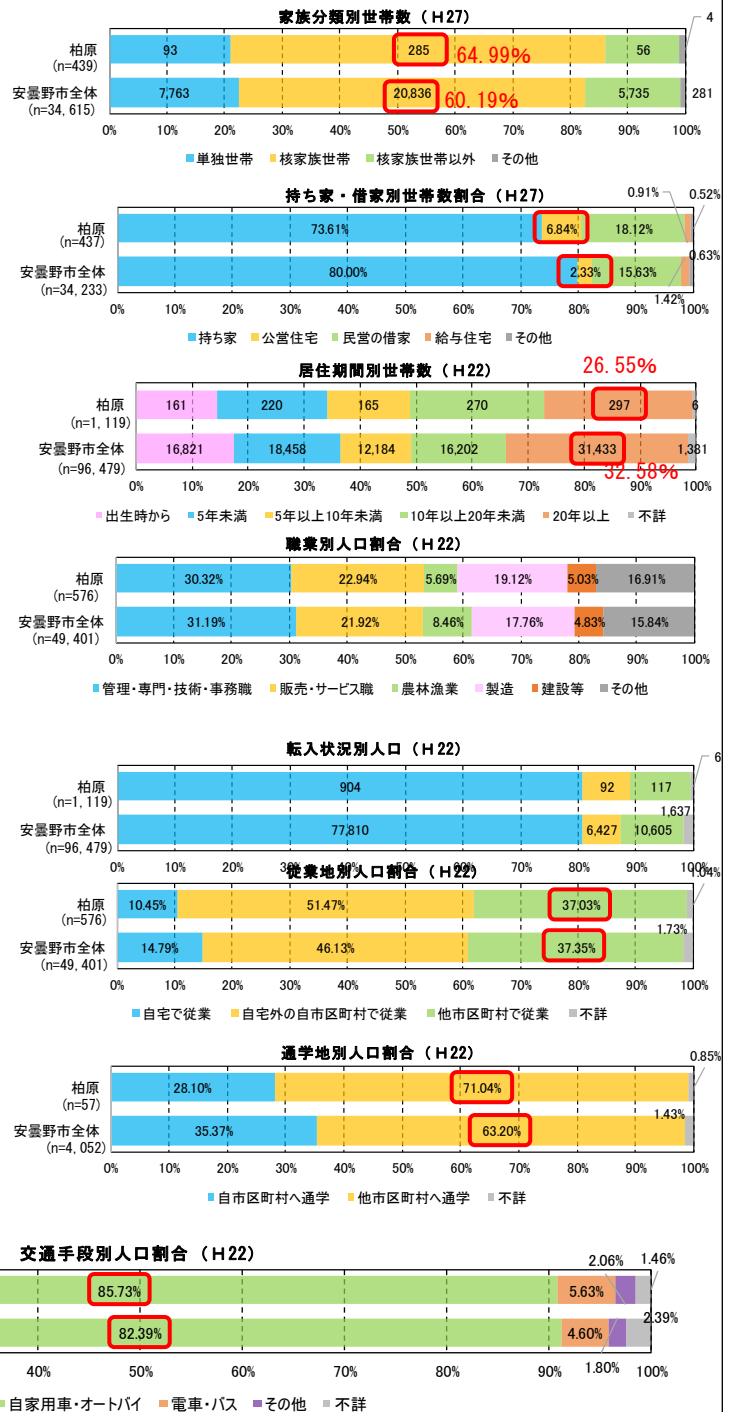 家族分類別世帯数（H27）
4
柏原
(n=439)
93
285
64.99%
56
安曇野市全体
(n=34,615)
7,763
20,836
60.19%
5,735
281
0% 10% 20% 30% 40% 50% 60% 70% 80% 90% 100%
■単独世帯 ■核家族世帯 ■核家族世帯以外 ■その他
持ち家・借家別世帯数割合（H27）
0.91% 0.52%
柏原
(n=437)
73.61% 6.84% 18.12%
0.63%
安曇野市全体
(n=34,233)
80.00% 2.33% 15.63%
1.42%
0% 10% 20% 30% 40% 50% 60% 70% 80% 90% 100%
■持ち家 ■公営住宅 ■民営の借家 ■給与住宅 ■その他
居住期間別世帯数（H22）
26.55%
柏原
(n=1,119)
161 220 165 270 297 6
安曇野市全体
(n=96,479)
16,821 18,458 12,184 16,202 31,433 1,381
32.58%
0% 10% 20% 30% 40% 50% 60% 70% 80% 90% 100%
■出生時から ■5年未満 ■5年以上10年未満 ■10年以上20年未満 ■20年以上 ■不詳
職業別人口割合（H22）
柏原
(n=576)
30.32% 22.94% 5.69% 19.12% 5.03% 16.91%
安曇野市全体
(n=49,401)
31.19% 21.92% 8.46% 17.76% 4.83% 15.84%
0% 10% 20% 30% 40% 50% 60% 70% 80% 90% 100%
■管理・専門・技術・事務職 ■販売・サービス職 ■農林漁業 ■製造 ■建設等 ■その他
転入状況別人口（H22）
6
柏原
(n=1,119)
904 92 117
1,637
安曇野市全体
(n=96,479)
77,810 6,427 10,605
0% 10% 20% 30% 40% 50% 60% 70% 80% 90% 100%
従業地別人口割合（H22）
1.04%
柏原
(n=576)
10.45% 51.47% 37.03%
1.73%
安曇野市全体
(n=49,401)
14.79% 46.13% 37.35%
0% 10% 20% 30% 40% 50% 60% 70% 80% 90% 100%
■自宅で従業 ■自宅外の自市区町村で従業 ■他市区町村で従業 ■不詳
通学地別人口割合（H22）
0.85%
柏原
(n=57)
28.10% 71.04%
1.43%
安曇野市全体
(n=4,052)
35.37% 63.20%
0% 10% 20% 30% 40% 50% 60% 70% 80% 90% 100%
■自市区町村へ通学 ■他市区町村へ通学 ■不詳
交通手段別人口割合（H22）
2.06% 1.46%
85.73% 5.63%
2.39%
82.39% 4.60%
1.80%
40% 50% 60% 70% 80% 90% 100%
■自家用車・オートバイ ■電車・バス ■その他 ■不詳